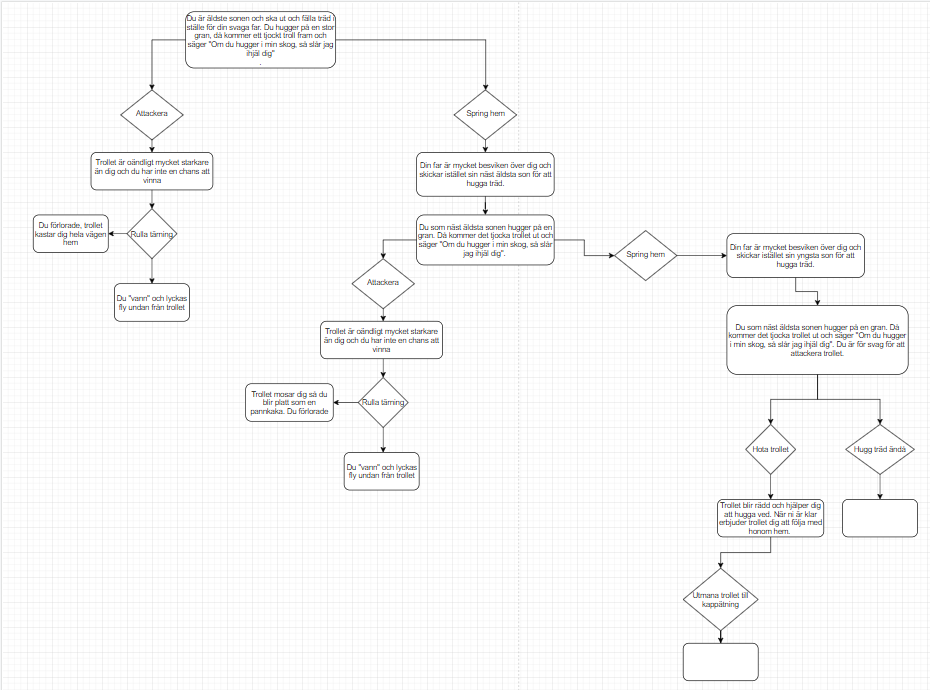 Du är äldste sonen och ska ut och fälla träd i
stället för din svaga far. Du hugger på en stor
gran, då kommer ett tjockt troll fram och
säger "Om du hugger i min skog, så slår jag
ihjäl dig"
.
Attackera
Trollet är oändligt mycket starkare
än dig och du har inte en chans att
vinna
Rulla tärning
Du förlorade, trollet
kastar dig hela vägen
hem
Du "vann" och lyckas
fly undan från trollet
Spring hem
Din far är mycket besviken över dig och
skickar istället sin näst äldsta son för att
hugga träd.
Du som näst äldsta sonen hugger på en
gran. Då kommer det tjocka trollet ut och
säger "Om du hugger i min skog, så slår
jag ihjäl dig".
Attackera
Trollet är oändligt mycket starkare
än dig och du har inte en chans att
vinna
Rulla tärning
Trollet mosar dig så du
blir platt som en
pannkaka. Du förlorade
Du "vann" och lyckas
fly undan från trollet
Spring hem
Din far är mycket besviken över dig och
skickar istället sin yngsta son för att
hugga träd.
Du som näst äldsta sonen hugger på en gran. Då
kommer det tjocka trollet ut och säger "Om du hugger
i min skog, så slår jag ihjäl dig". Du är för svag för att
attackera trollet.
Hota trollet
Hugg träd ändå
Trollet blir rädd och hjälper dig
att hugga ved. När ni är klar
erbjuder trollet dig att följa med
honom hem.
Utmana trollet till
kappätning